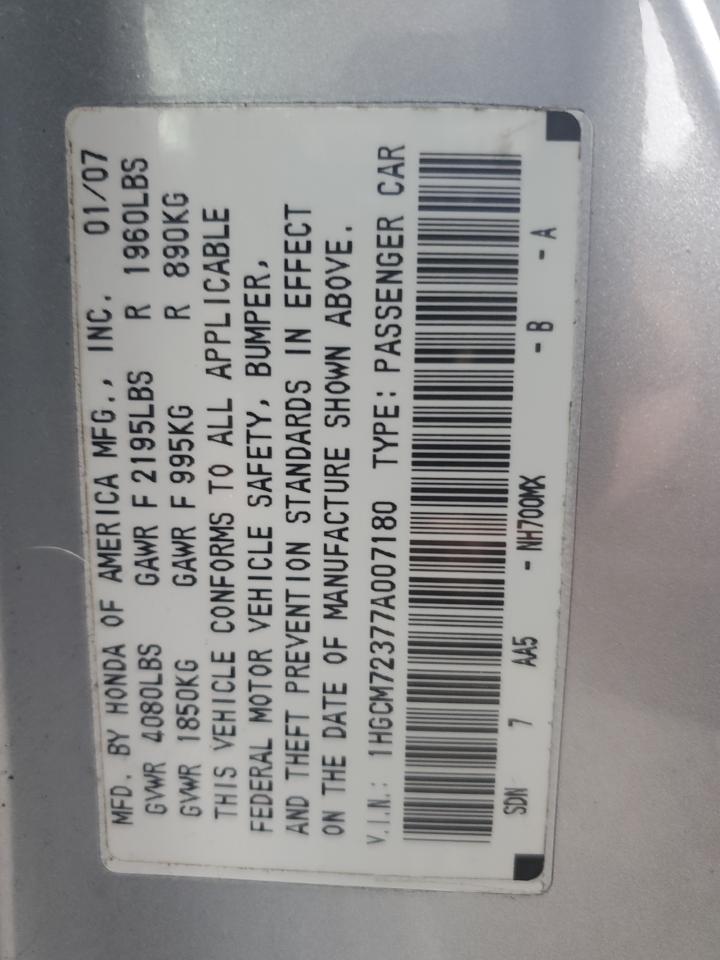 MFD. BY HONDA OF AMERICA MFG., INC. 01/07
GVWR 4080LBS GAWR F 2195LBS R 1960LBS
GVWR 1850KG GAWR F 995KG R 890KG
THIS VEHICLE CONFORMS TO ALL APPLICABLE
FEDERAL MOTOR VEHICLE SAFETY, BUMPER,
AND THEFT PREVENTION STANDARDS IN EFFECT
ON THE DATE OF MANUFACTURE SHOWN ABOVE.
V.I.N.: 1HGCM72377A007180 TYPE: PASSENGER CAR
SDN 7 AA5 - NH700MX - B - A